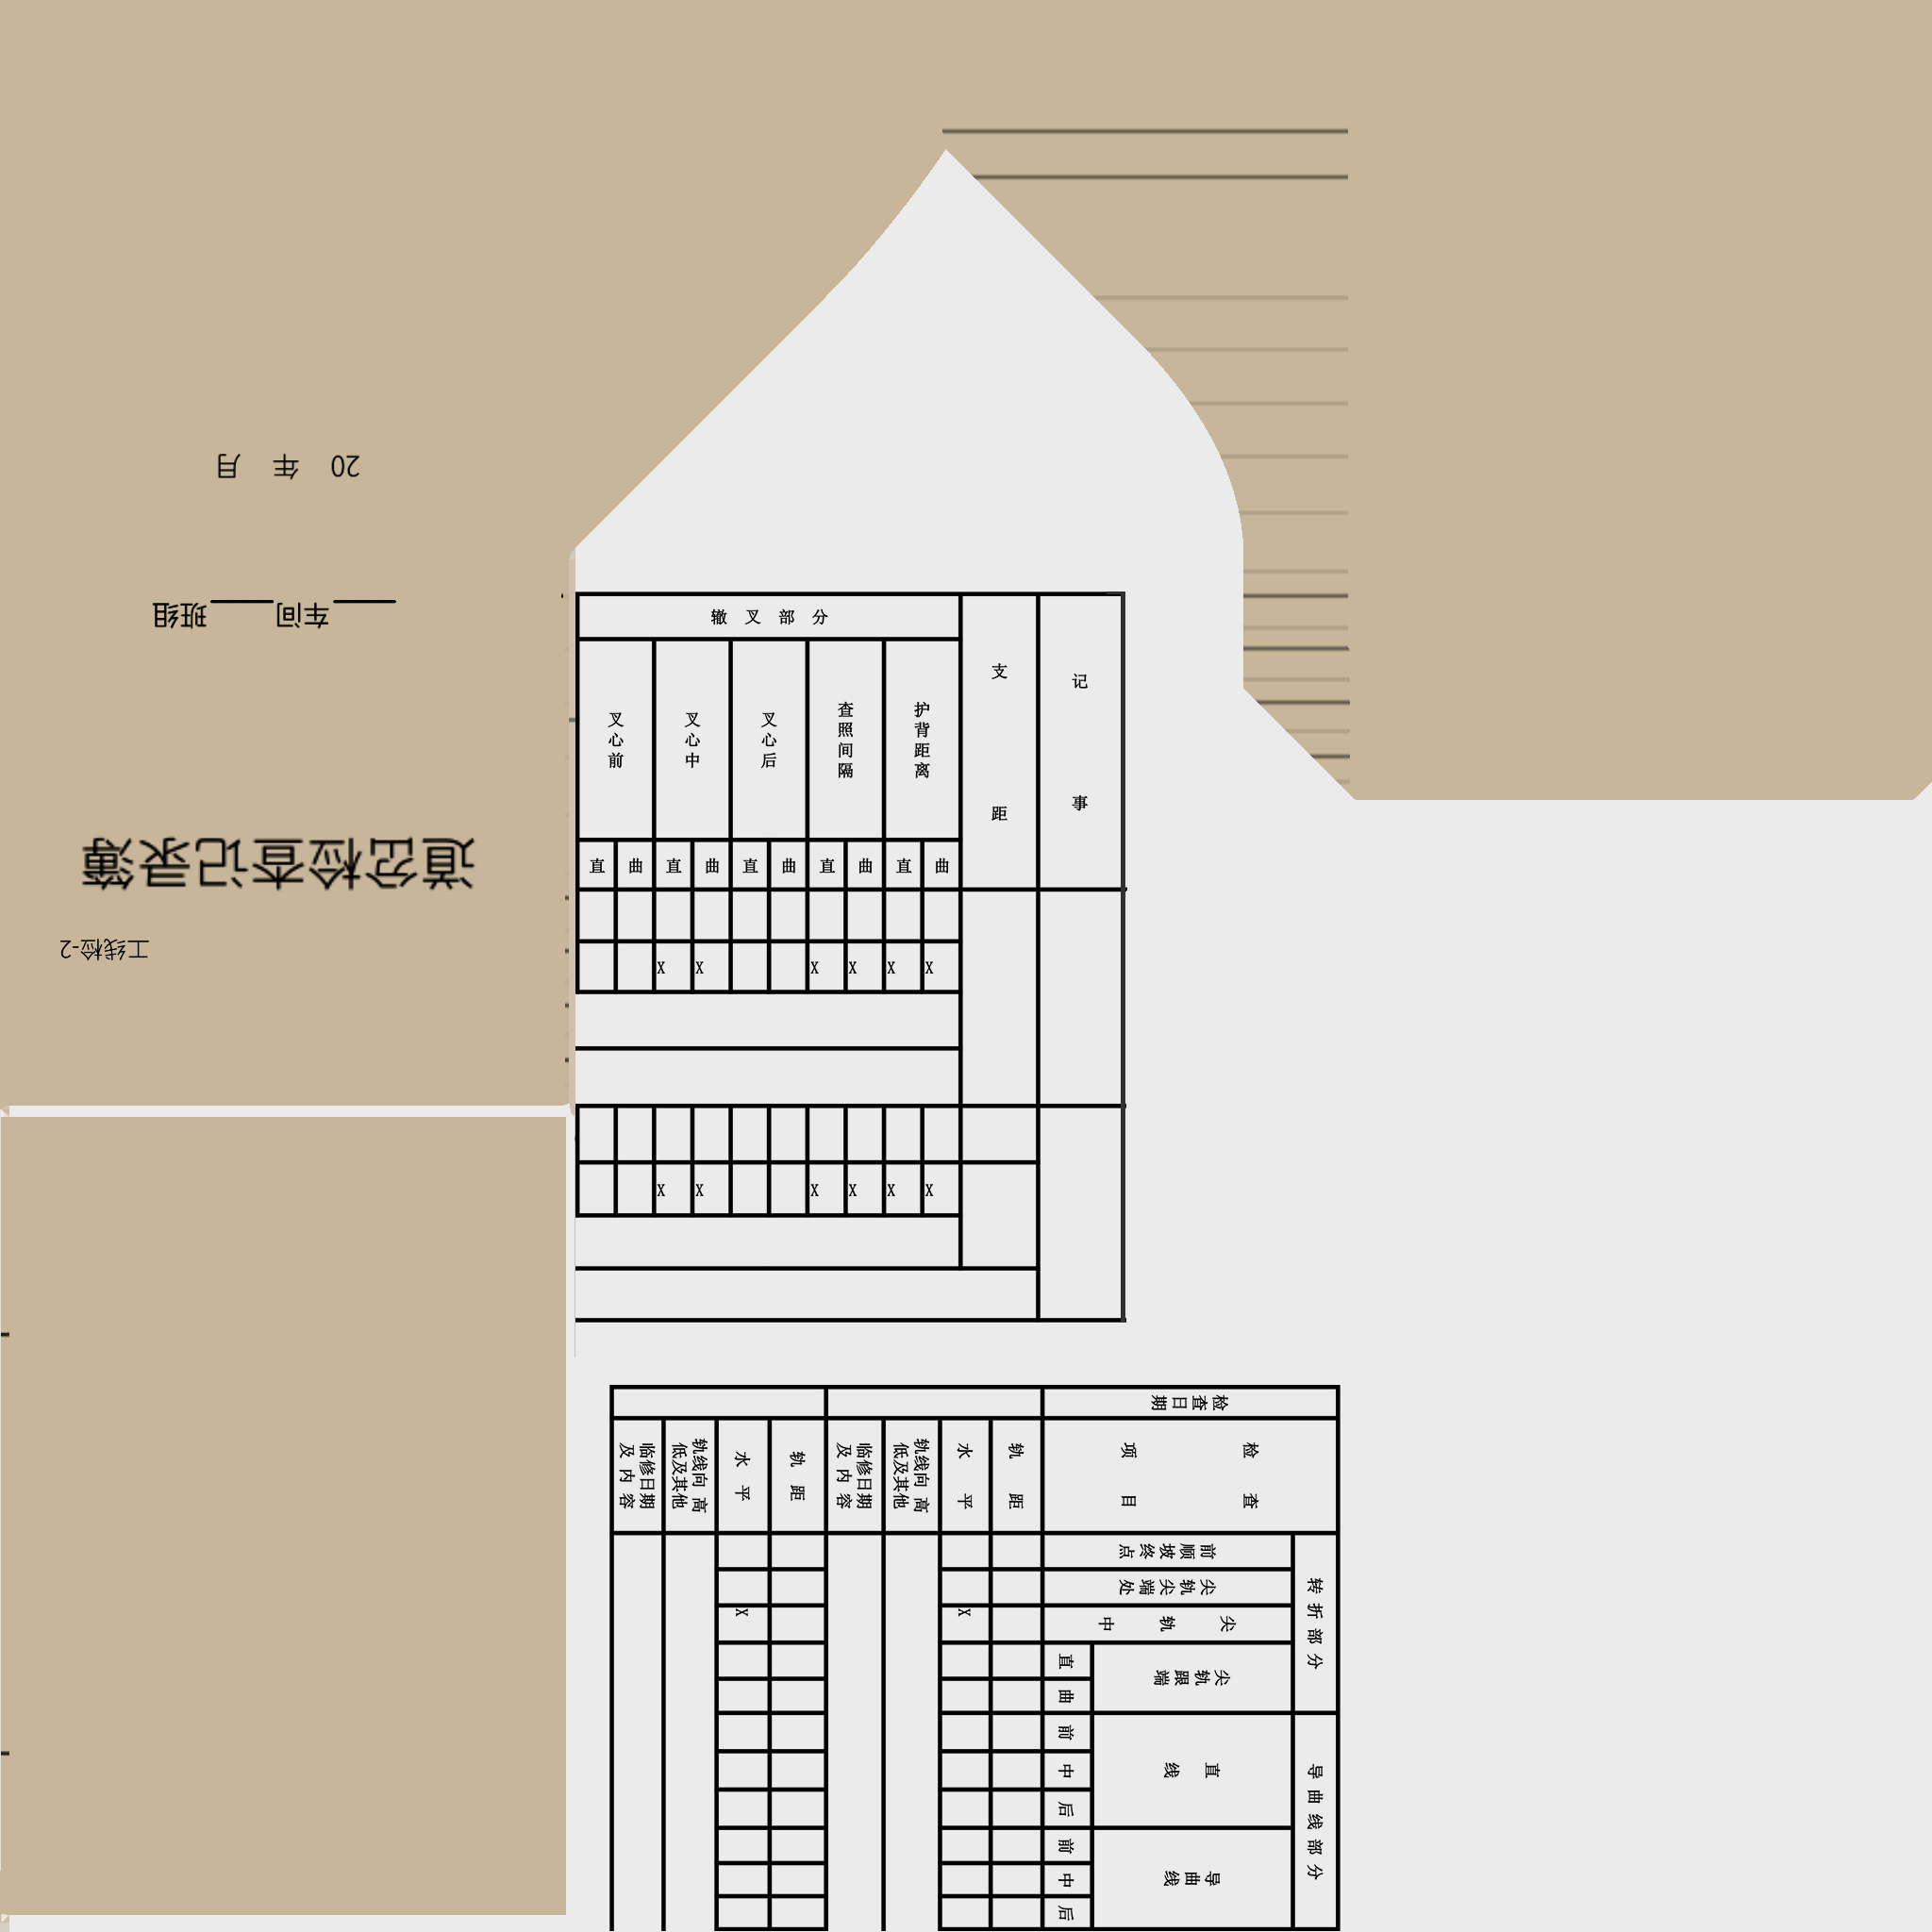 工线检-2
道岔检查记录簿
车间 班组
20 年 月
辙 叉 部 分
支 距
记 事
叉心前
叉心中
叉心后
查照间隔
护背距离
直 曲 直 曲 直 曲 直 曲 直 曲
X X X X X X
X X X X X X
检查日期
检 查 项 目
轨 距
水 平
轨线向 高
低及其他
临修日期
及 内 容
轨 距
水 平
轨线向 高
低及其他
临修日期
及 内 容
转折部分
前顺坡终点
尖轨尖端处
尖 轨 中
X X
尖轨跟端
直
曲
导曲线部分
直 线
前
中
后
导曲线
前
中
后